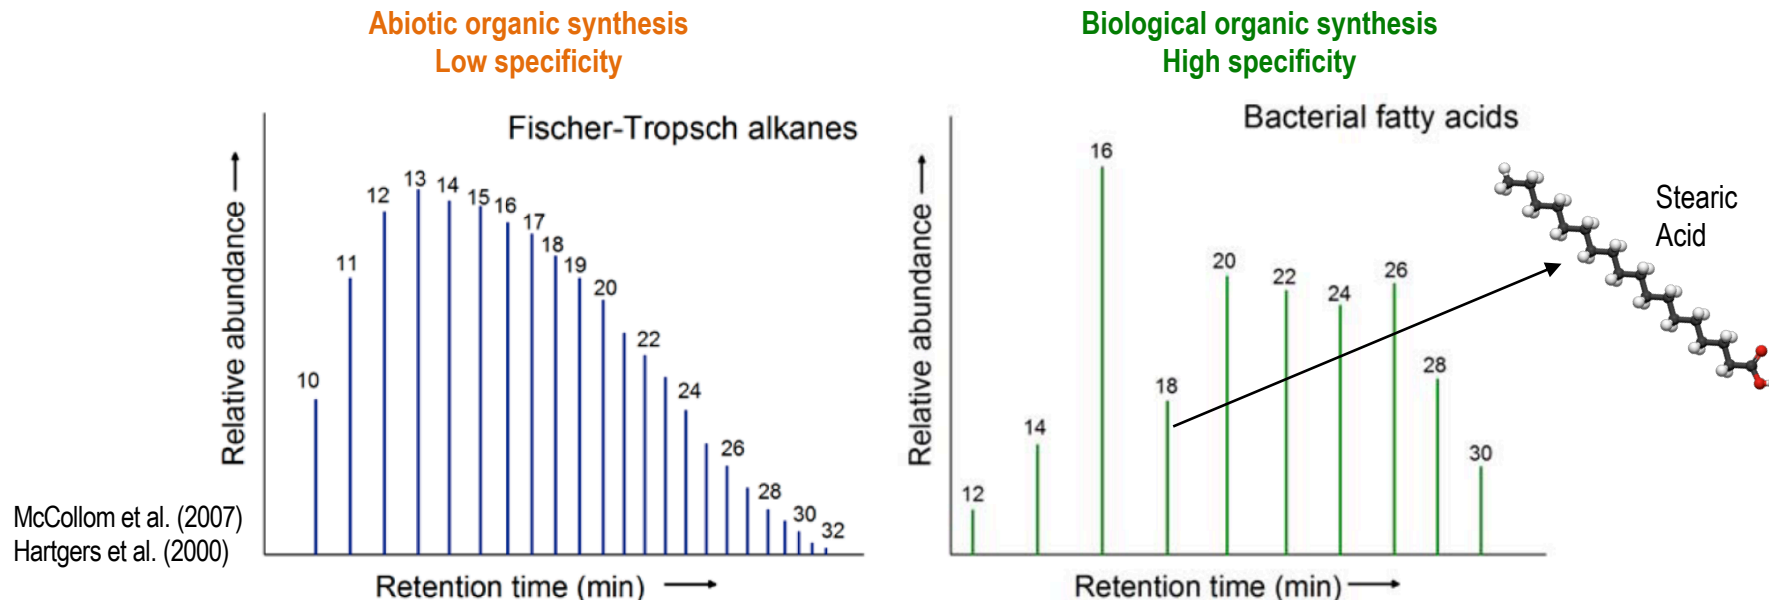 Abiotic organic synthesis
Low specificity
Fischer-Tropsch alkanes
Relative abundance
10
11
12
13
14
15
16
17
18
19
20
22
24
26
28
30
32
Retention time (min)
McCollom et al. (2007)
Hartgers et al. (2000)
Biological organic synthesis
High specificity
Bacterial fatty acids
Relative abundance
12
14
16
18
20
22
24
26
28
30
Retention time (min)
Stearic
Acid